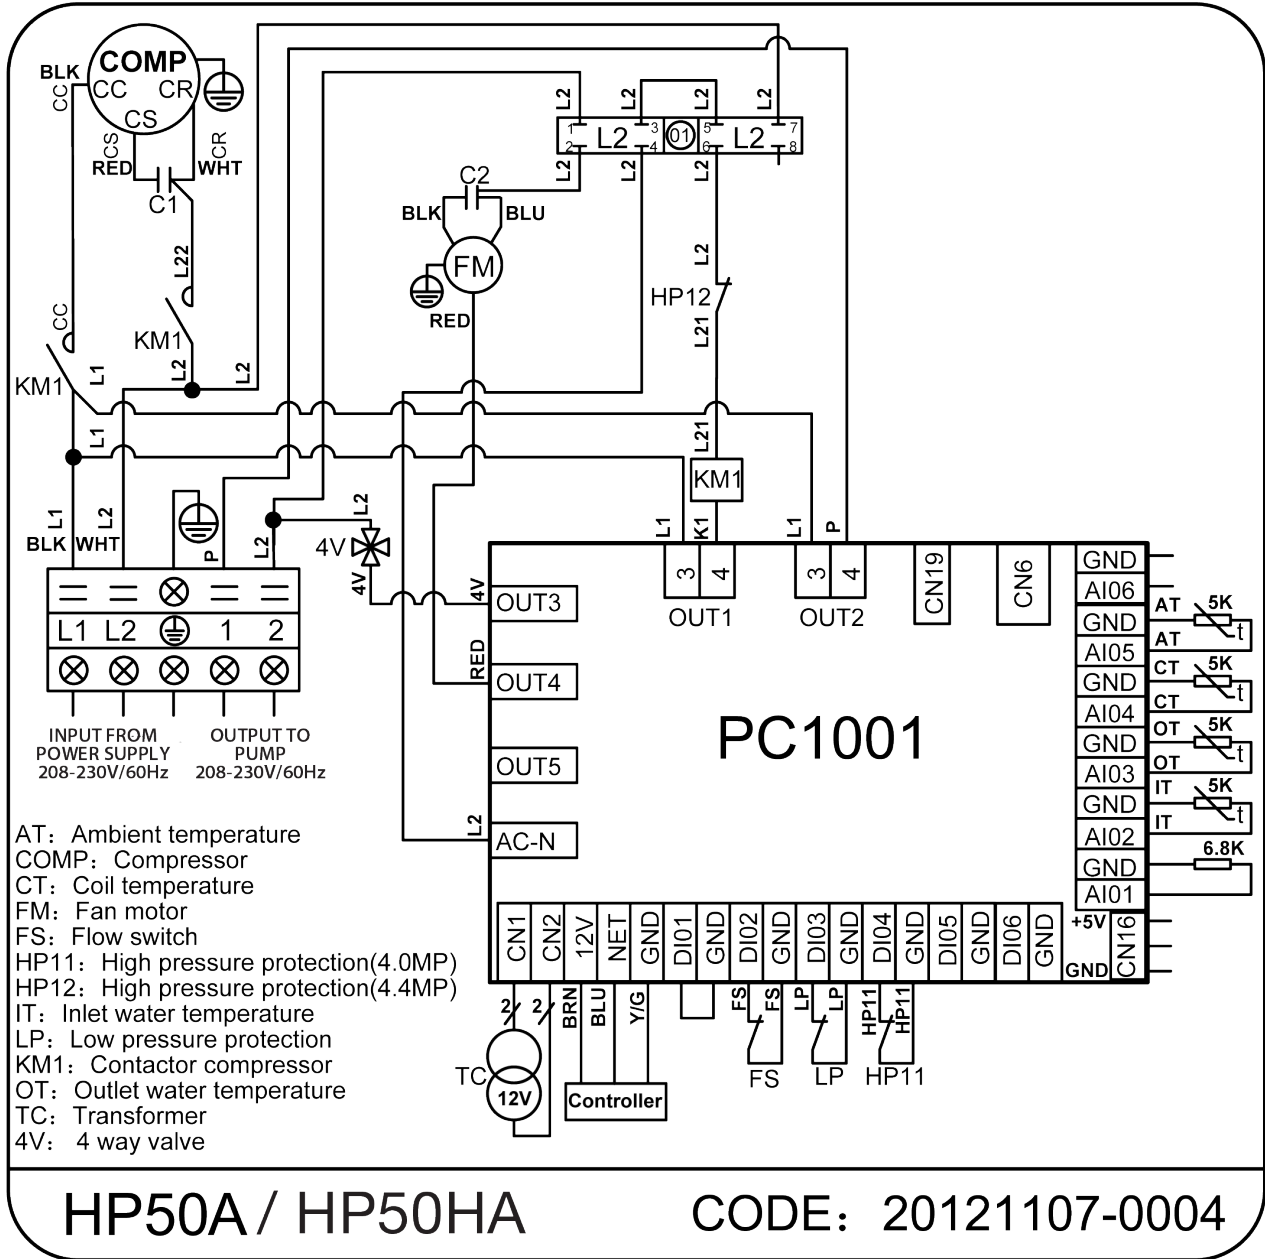 COMP
BLK
CC
CC
CR
CS
CS
CR
RED
WHT
C1
L22
CC
KM1
KM1
L1
L2
L2
L1
L2
L2
L2
L2
1
3
5
7
L2
01
L2
2
4
6
8
L2
L2
L2
C2
BLK
BLU
FM
RED
L2
HP12
L21
L21
KM1
L1
K1
L1
P
L1
L2
BLK
WHT
P
L2
L2
4V
4V
4V
RED
L2
L1
L2
1
2
INPUT FROM
POWER SUPPLY
208-230V/60Hz
OUTPUT TO
PUMP
208-230V/60Hz
3
4
OUT1
3
4
OUT2
CN19
CN6
OUT3
OUT4
OUT5
AC-N
PC1001
GND
AI06
GND
AI05
GND
AI04
GND
AI03
GND
AI02
GND
AI01
AT
5K
t
AT
CT
5K
t
CT
OT
5K
t
OT
IT
5K
t
IT
6.8K
+5V
CN16
GND
CN1
CN2
12V
NET
GND
DI01
GND
DI02
GND
DI03
GND
DI04
GND
DI05
GND
DI06
GND
2
2
BRN
BLU
Y/G
FS
FS
LP
LP
HP11
HP11
TC
12V
Controller
FS
LP
HP11
AT: Ambient temperature
COMP: Compressor
CT: Coil temperature
FM: Fan motor
FS: Flow switch
HP11: High pressure protection(4.0MP)
HP12: High pressure protection(4.4MP)
IT: Inlet water temperature
LP: Low pressure protection
KM1: Contactor compressor
OT: Outlet water temperature
TC: Transformer
4V: 4 way valve
HP50A / HP50HA
CODE: 20121107-0004